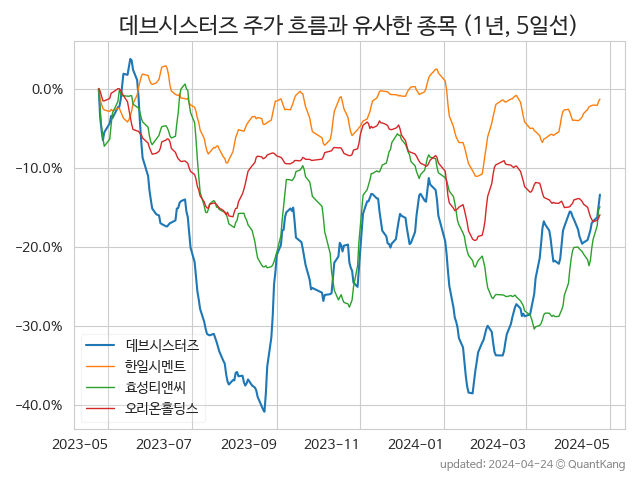 데브시스터즈 주가 흐름과 유사한 종목 (1년, 5일선)
0.0%
−10.0%
−20.0%
−30.0%
−40.0%
데브시스터즈
한일시멘트
효성티앤씨
오리온홀딩스
2023-05 2023-07 2023-09 2023-11 2024-01 2024-03 2024-05
updated: 2024-04-24 © QuantKang